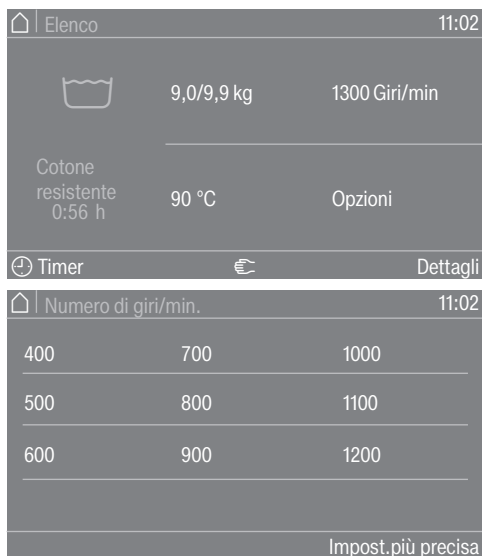 Elenco 11:02
9,0/9,9 kg 1300 Giri/min
Cotone
resistente
0:56 h
90 °C Opzioni
Timer Dettagli
Numero di giri/min. 11:02
400 700 1000
500 800 1100
600 900 1200
Impost.più precisa